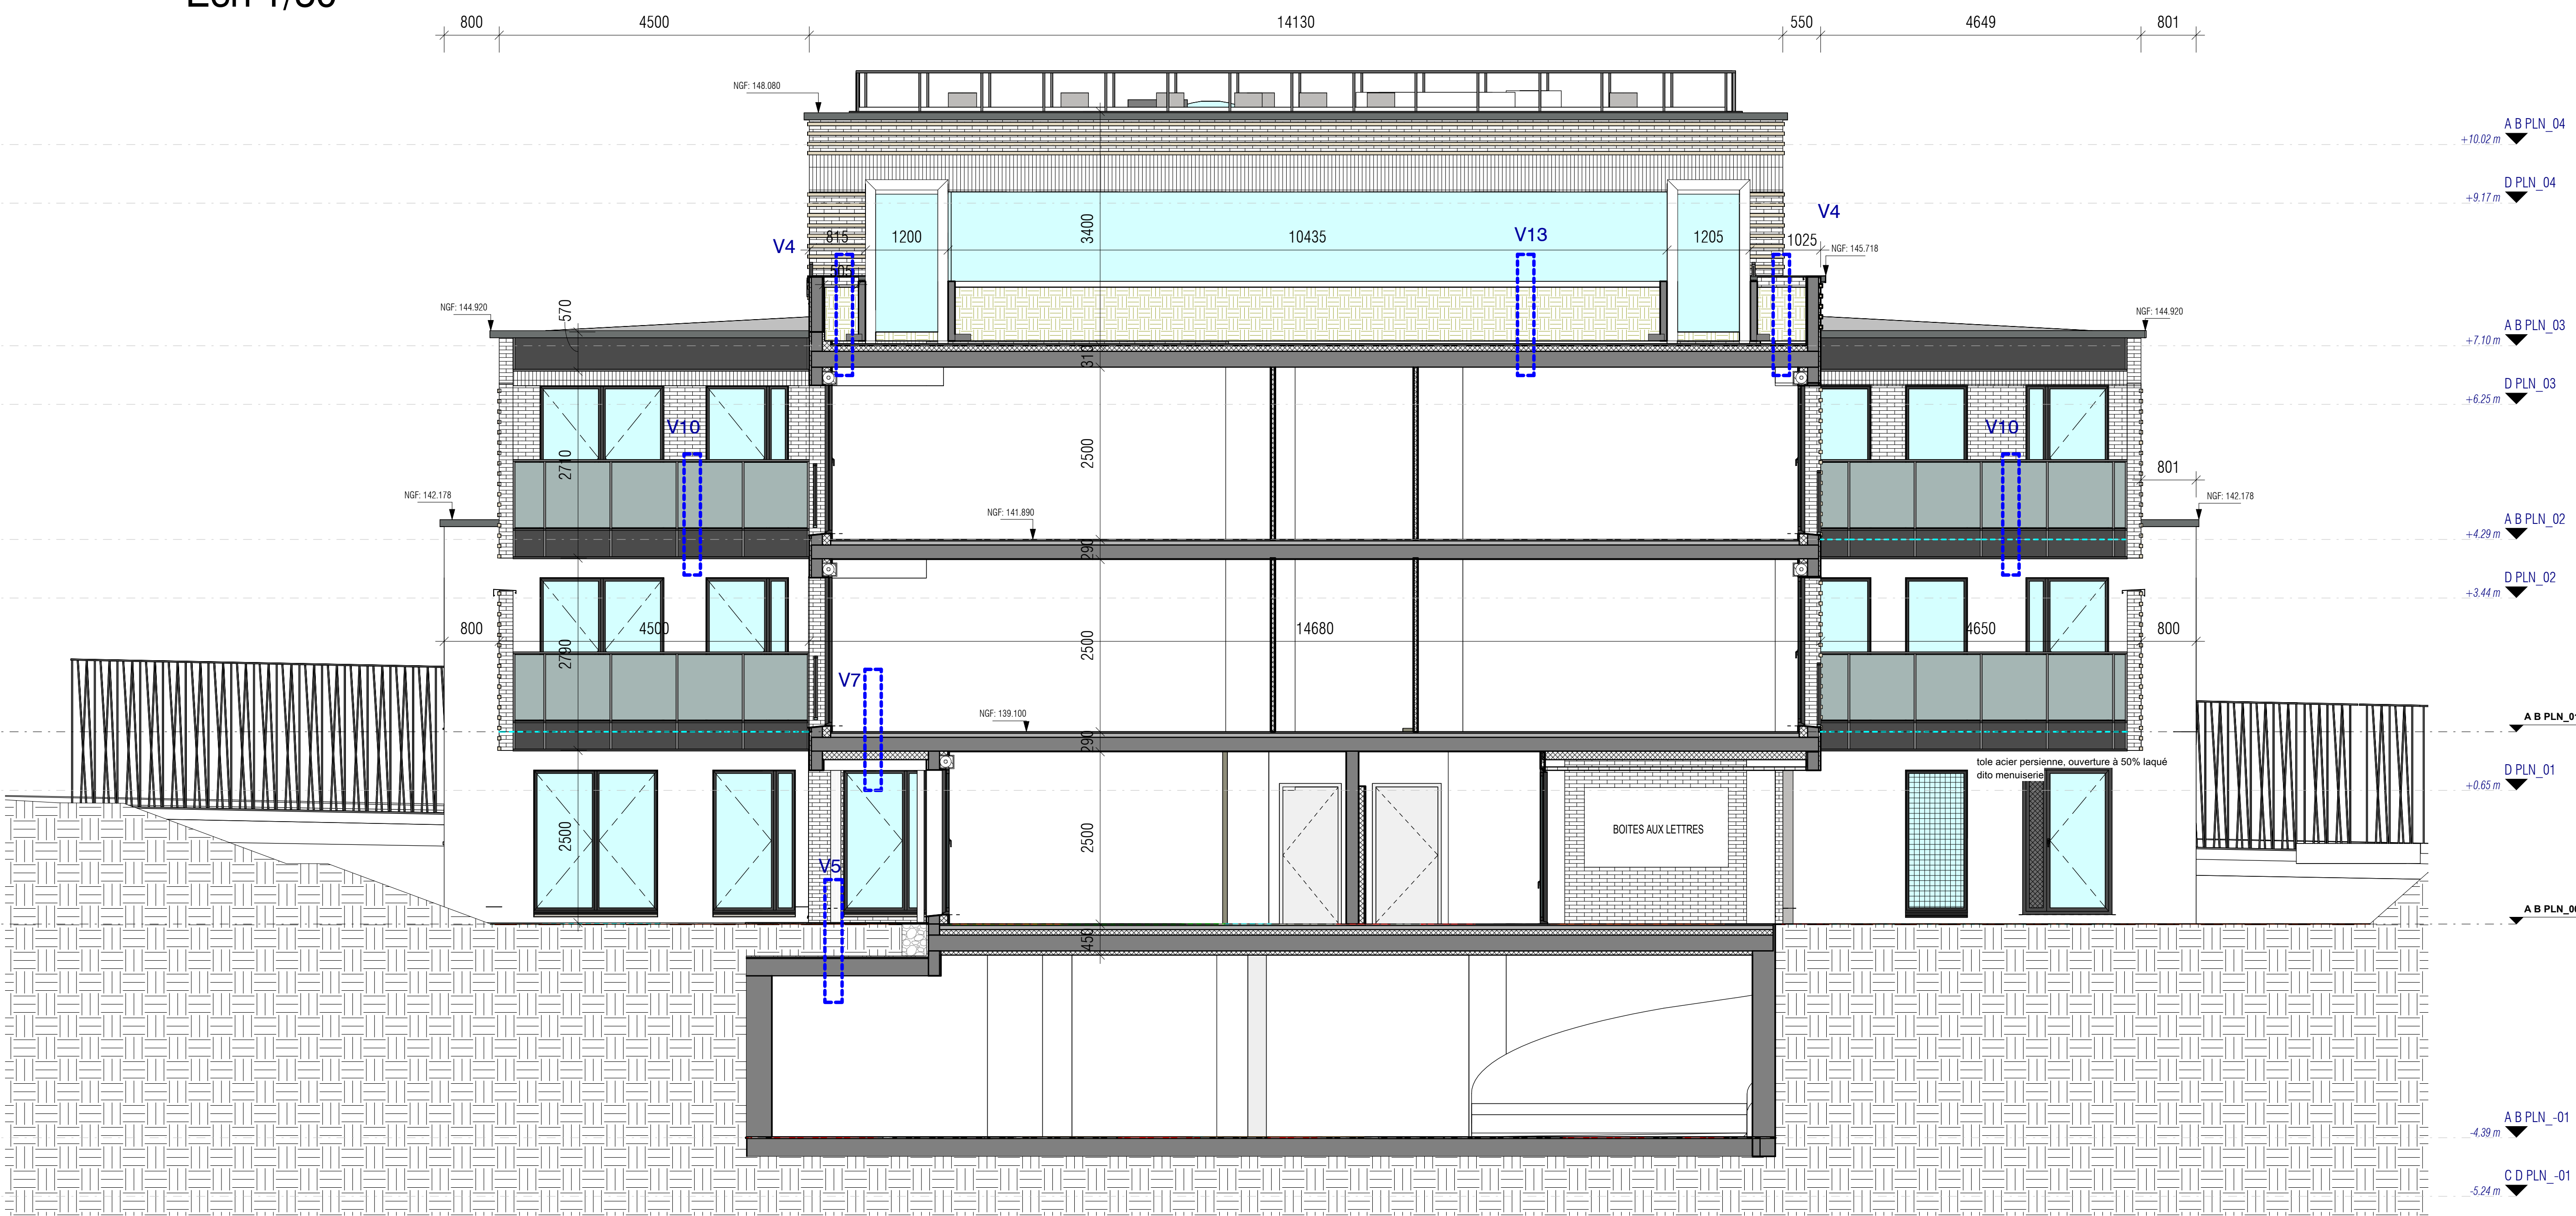 800 4500 14130 550 4649 801
NGF: 148.080
A B PLN_04
+10.02 m
D PLN_04
+9.17 m
V4
V4
V13
815 1200 3400 10435 1205 1025
NGF: 145.718
NGF: 144.920
570
NGF: 144.920
A B PLN_03
+7.10 m
310
D PLN_03
+6.25 m
V10
V10
2710
2500
801
NGF: 142.178
NGF: 142.178
NGF: 141.890
A B PLN_02
+4.29 m
290
D PLN_02
+3.44 m
800 4500 14680 4650 800
2790
2500
V7
NGF: 139.100
290
A B PLN_01
tole acier persienne, ouverture à 50% laqué
dito menuiserie
D PLN_01
+0.65 m
2500
2500
BOITES AUX LETTRES
V5
A B PLN_00
450
A B PLN_-01
-4.39 m
C D PLN_-01
-5.24 m